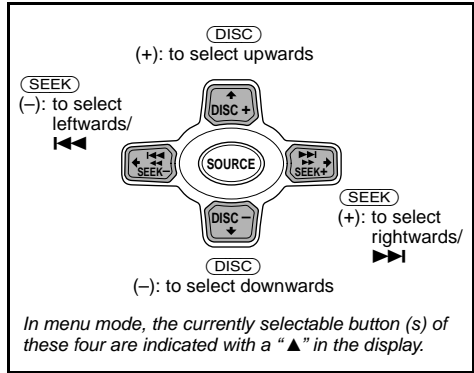 DISC
(+): to select upwards
SEEK
(–): to select
leftwards/
⏮
DISC +
SEEK–
SOURCE
SEEK+
DISC –
SEEK
(+): to select
rightwards/
⏭
DISC
(–): to select downwards
In menu mode, the currently selectable button (s) of
these four are indicated with a “▲” in the display.